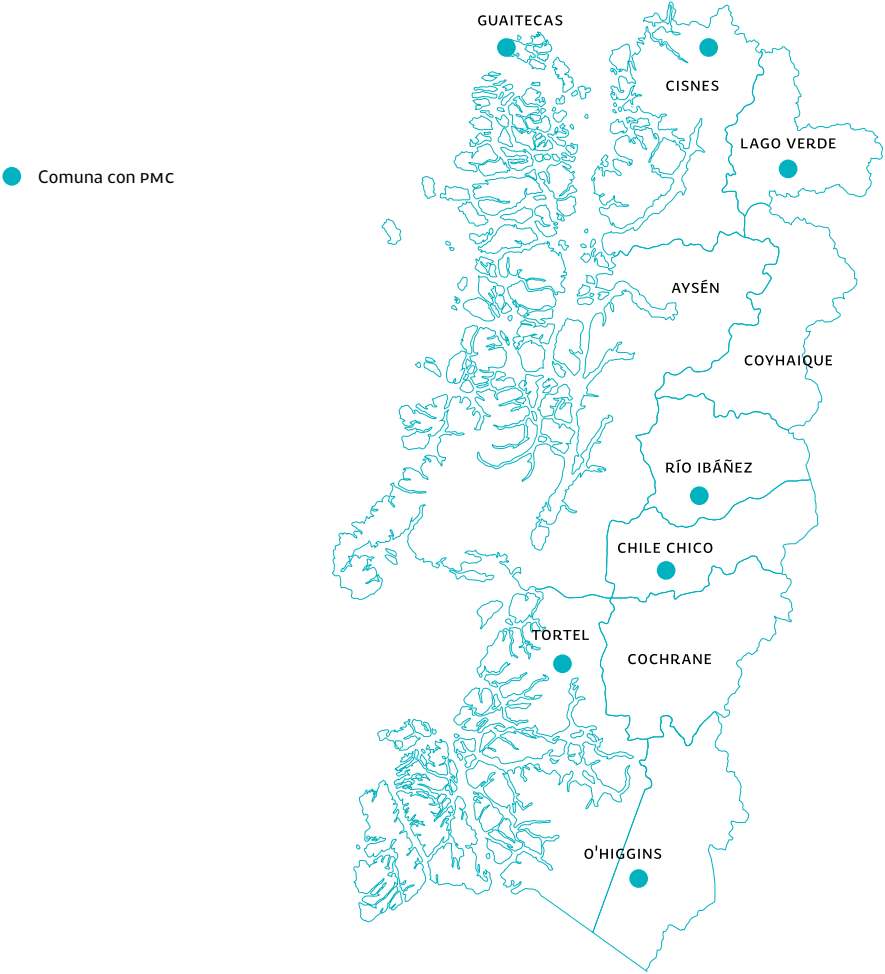 GUAITECAS
CISNES
LAGO VERDE
Comuna con PMC
AYSÉN
COYHAIQUE
RÍO IBÁÑEZ
CHILE CHICO
TORTEL
COCHRANE
O'HIGGINS